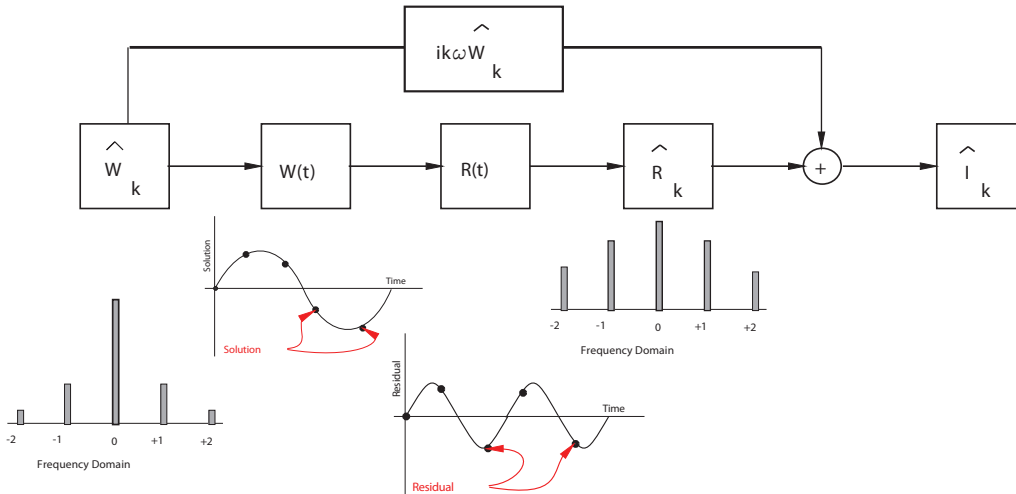 ikωŴ k
Ŵ k
W(t)
R(t)
R̂ k
+
Î k
Solution
Time
Solution
-2 -1 0 +1 +2
Frequency Domain
Residual
Time
Residual
-2 -1 0 +1 +2
Frequency Domain